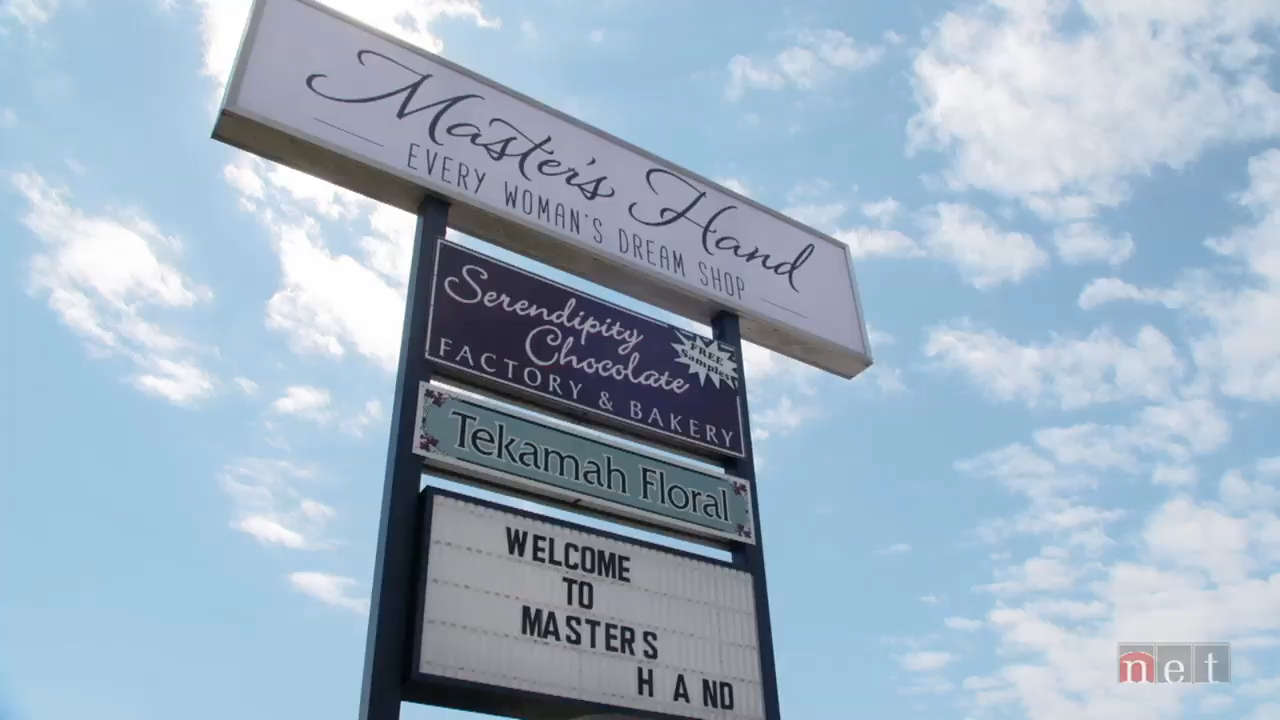 Master's Hand
EVERY WOMAN'S DREAM SHOP
Serendipity
Chocolate
FREE
Samples
FACTORY & BAKERY
Tekamah Floral
WELCOME
TO
MASTERS
HAND
net